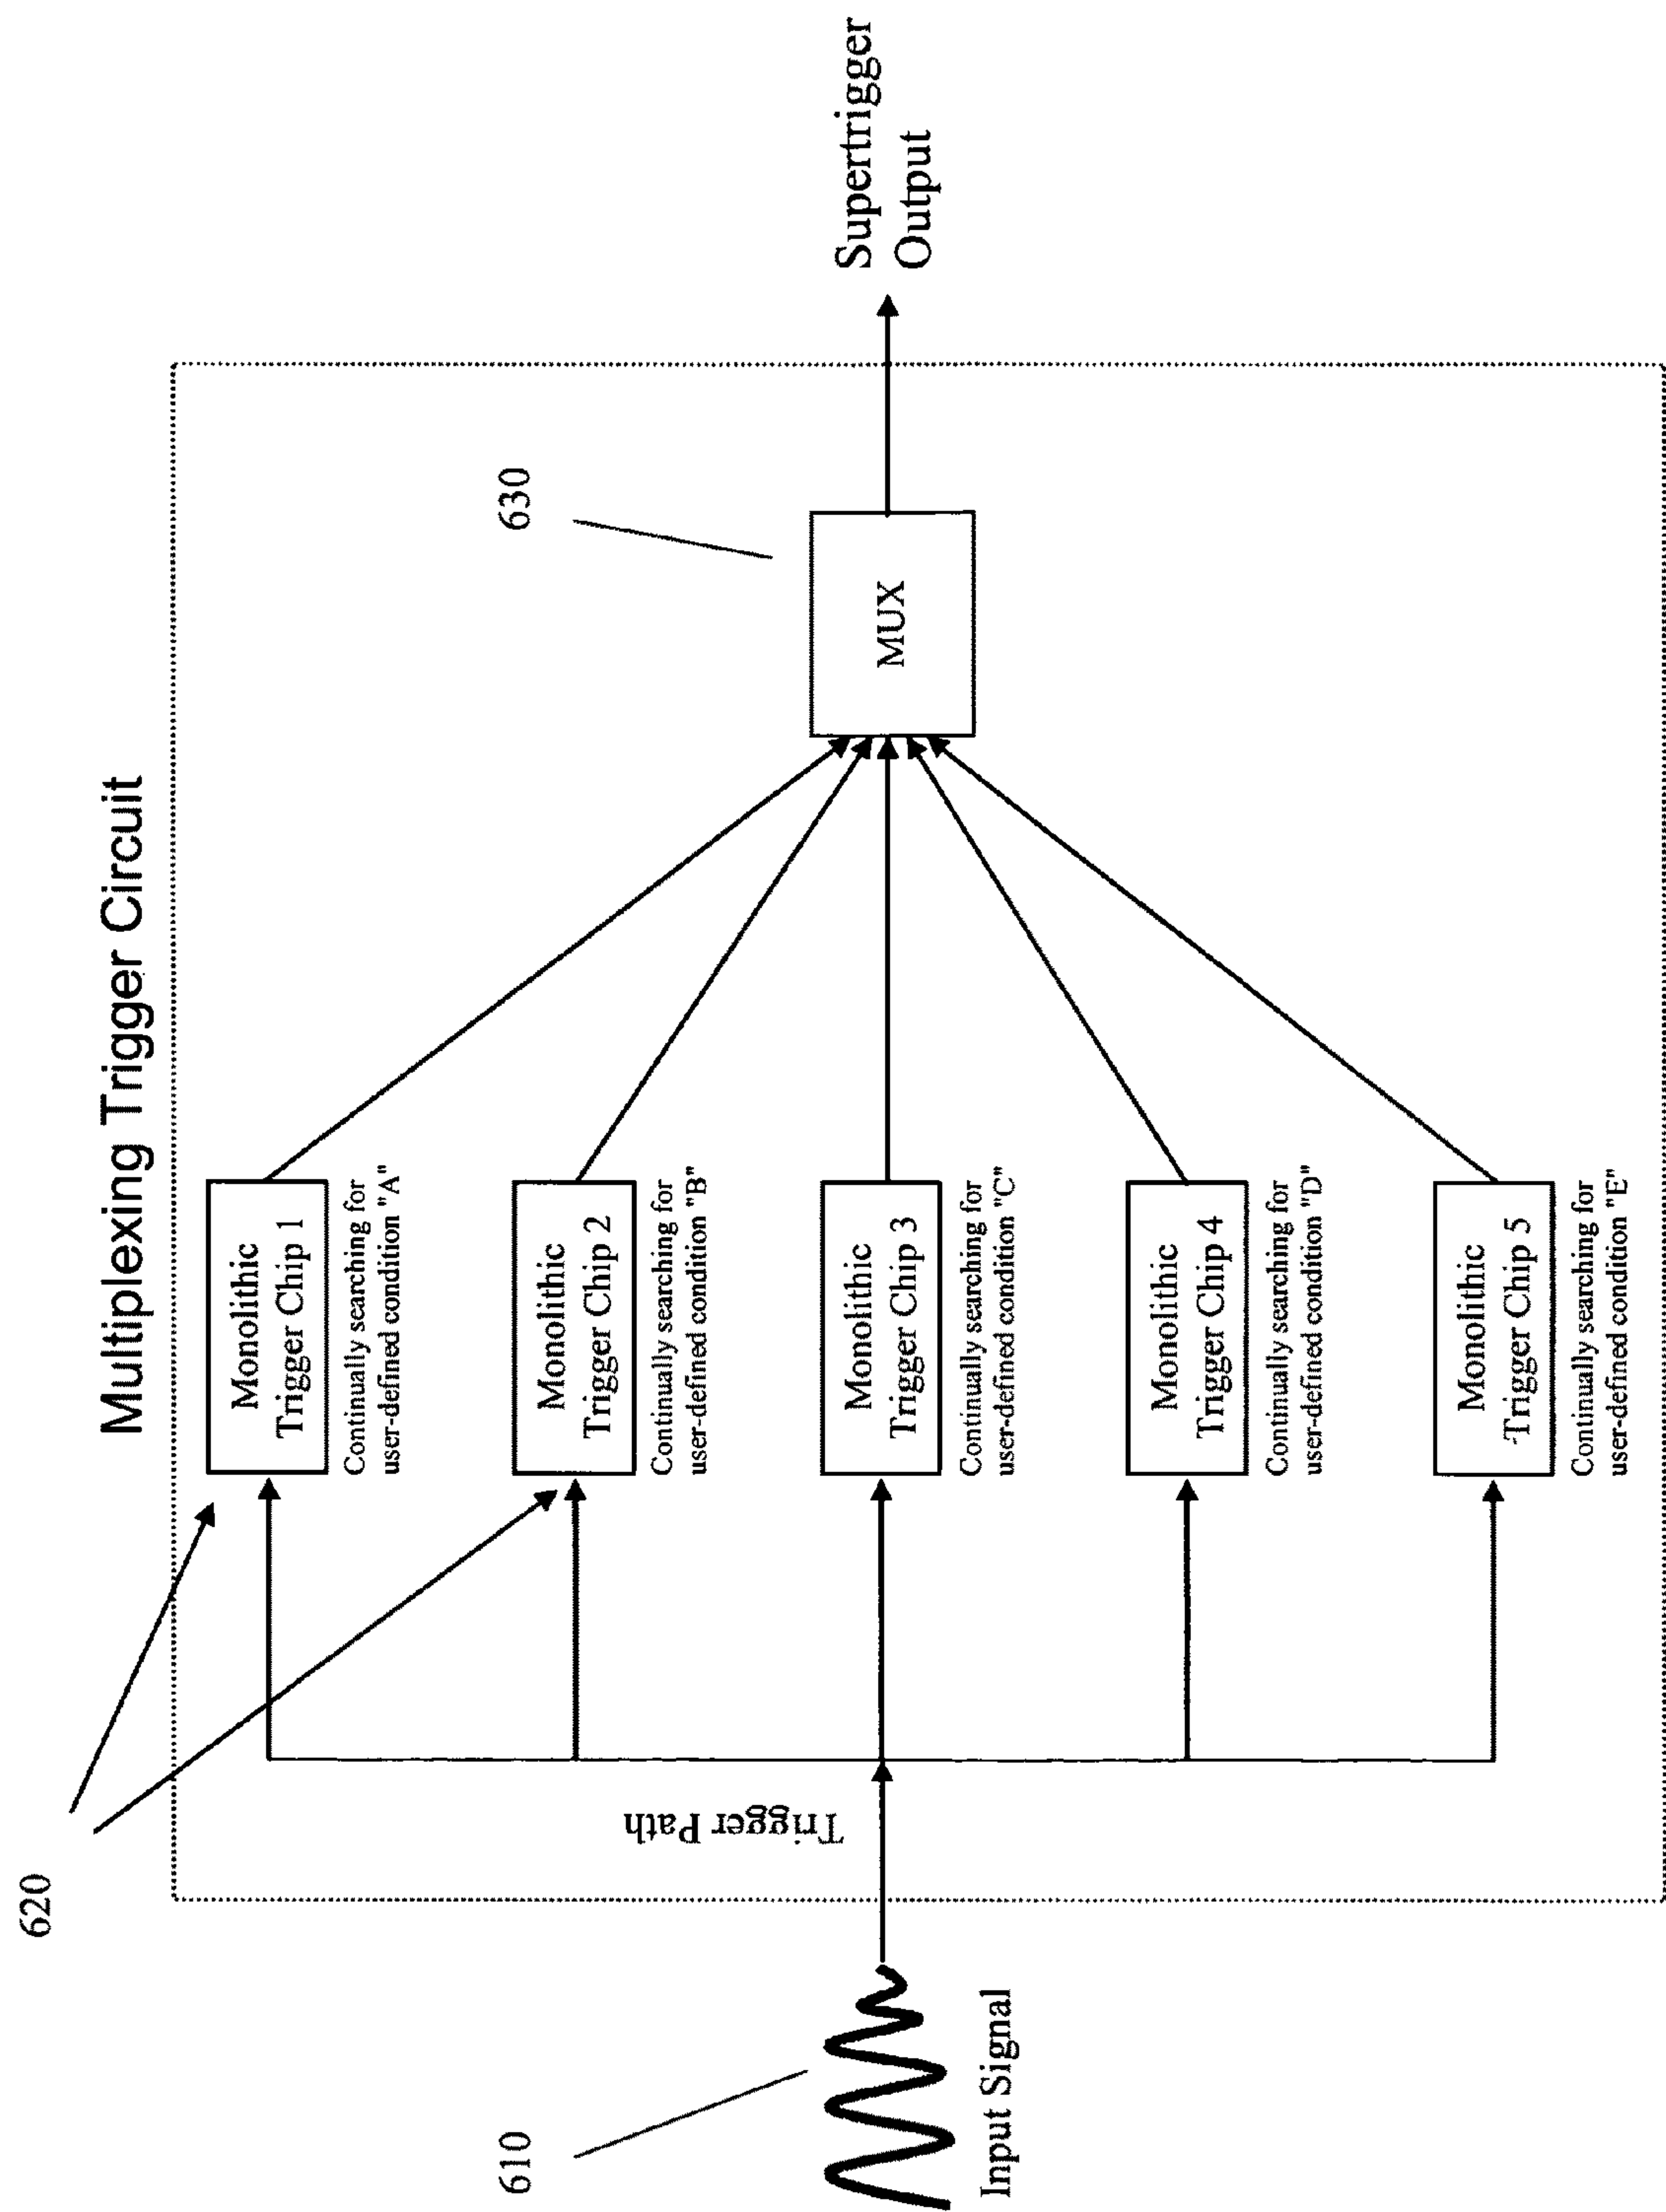 Multiplexing Trigger Circuit
620
Monolithic
Trigger Chip 1
Continually searching for
user-defined condition "A"
630
Monolithic
Trigger Chip 2
Continually searching for
user-defined condition "B"
610
Input Signal
Trigger Path
Monolithic
Trigger Chip 3
Continually searching for
user-defined condition "C"
MUX
Supertrigger
Output
Monolithic
Trigger Chip 4
Continually searching for
user-defined condition "D"
Monolithic
Trigger Chip 5
Continually searching for
user-defined condition "E"